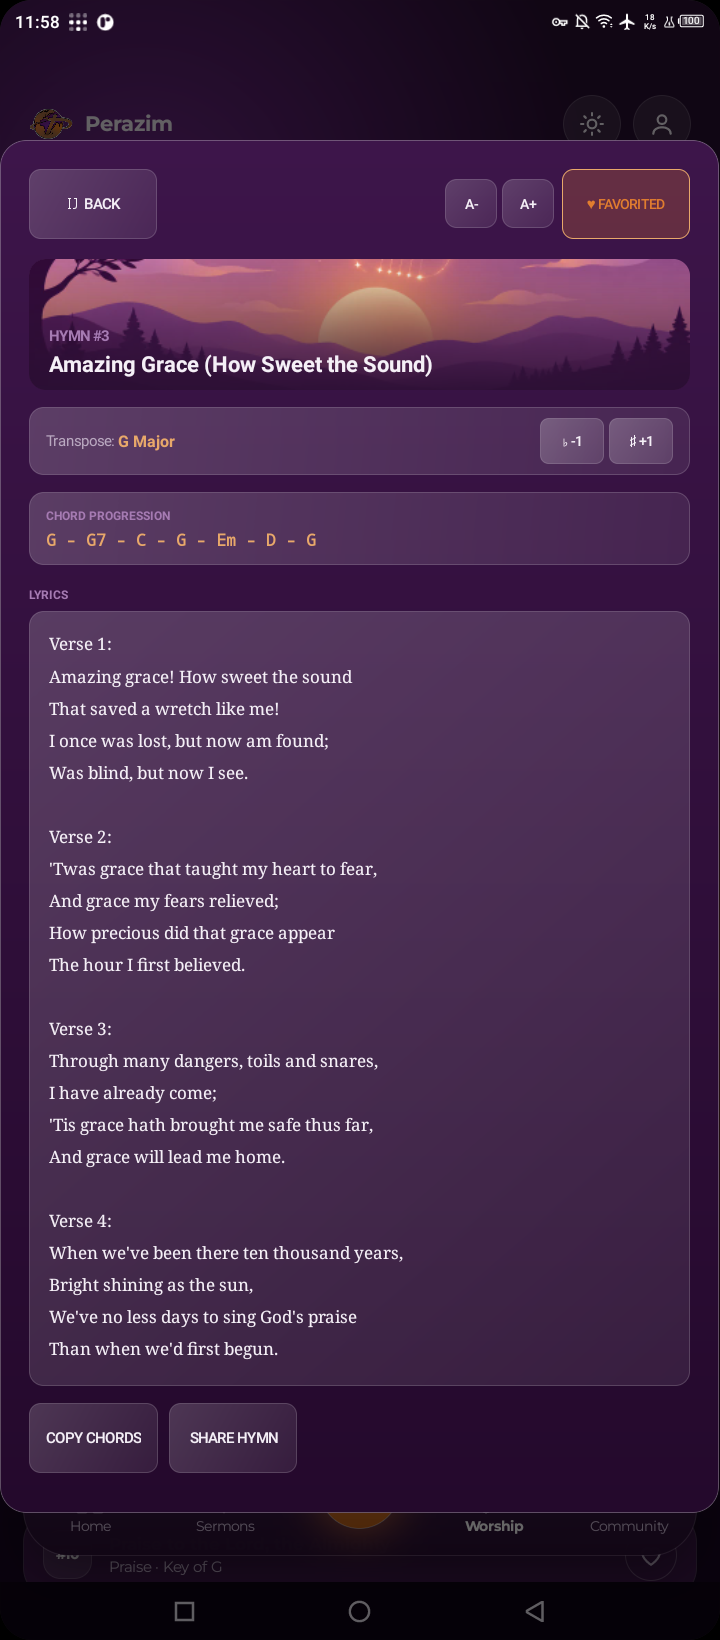 11:58
18
K/s
100
Perazim
BACK
A-
A+
♥ FAVORITED
HYMN #3
Amazing Grace (How Sweet the Sound)
Transpose: G Major
♭ -1
♯ +1
CHORD PROGRESSION
G - G7 - C - G - Em - D - G
LYRICS
Verse 1:
Amazing grace! How sweet the sound
That saved a wretch like me!
I once was lost, but now am found;
Was blind, but now I see.
Verse 2:
'Twas grace that taught my heart to fear,
And grace my fears relieved;
How precious did that grace appear
The hour I first believed.
Verse 3:
Through many dangers, toils and snares,
I have already come;
'Tis grace hath brought me safe thus far,
And grace will lead me home.
Verse 4:
When we've been there ten thousand years,
Bright shining as the sun,
We've no less days to sing God's praise
Than when we'd first begun.
COPY CHORDS
SHARE HYMN
Home
Sermons
Worship
Community
Praise · Key of G